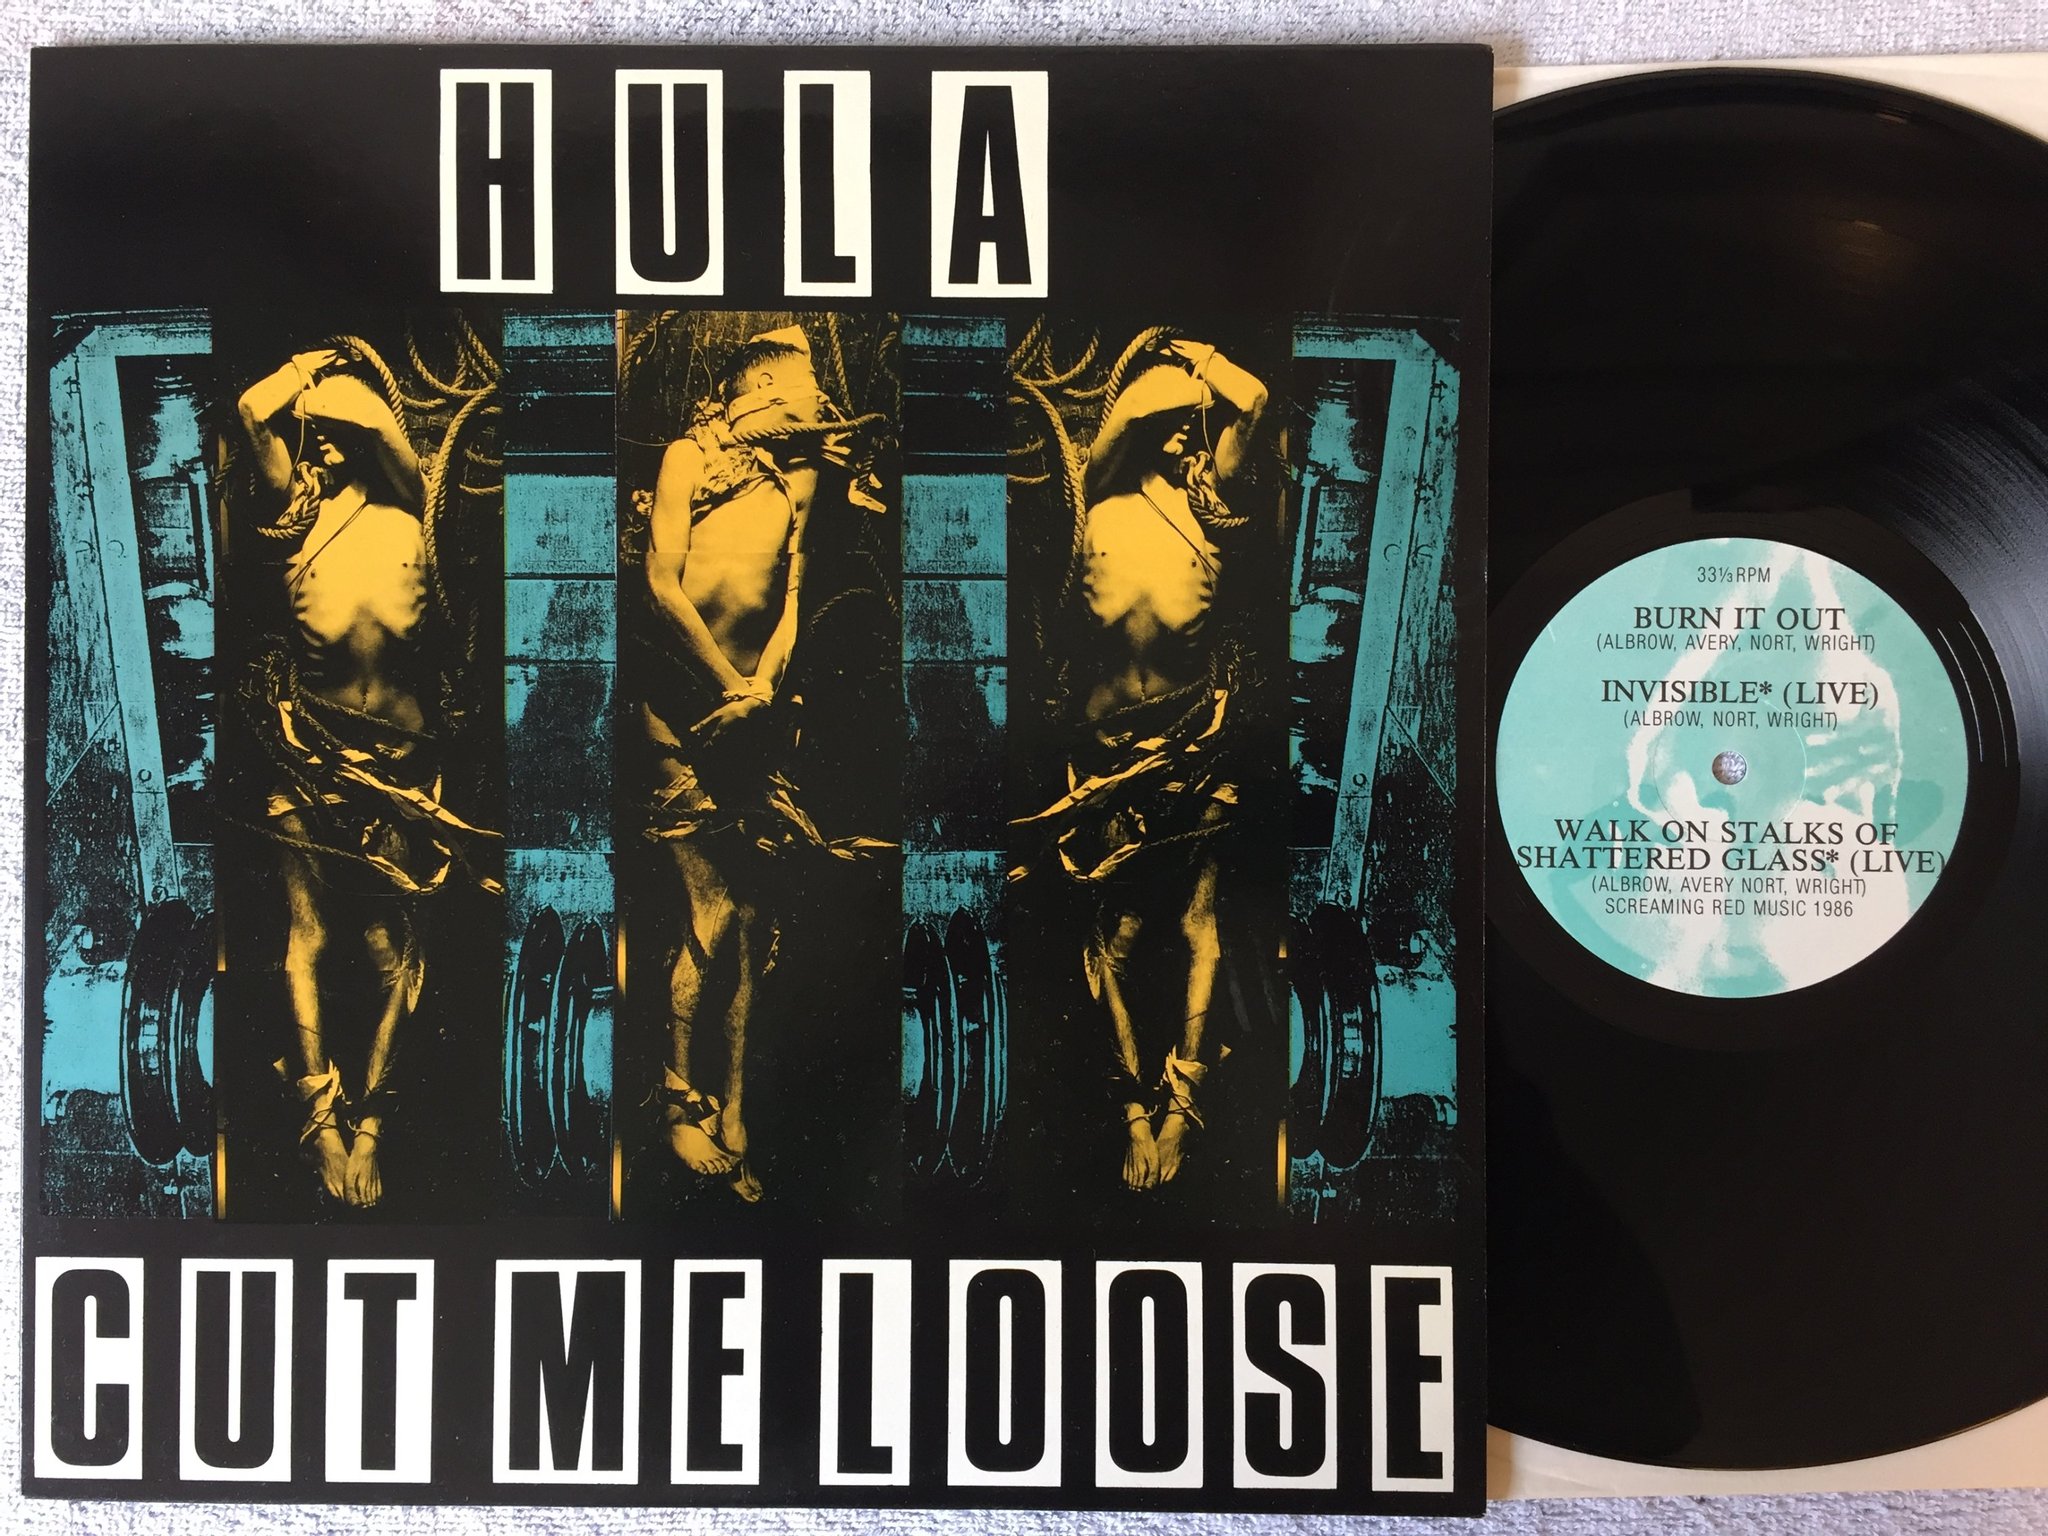 HULA
CUT ME LOOSE
33⅓ RPM
BURN IT OUT
(ALBROW, AVERY, NORT, WRIGHT)
INVISIBLE* (LIVE)
(ALBROW, NORT, WRIGHT)
WALK ON STALKS OF
SHATTERED GLASS* (LIVE)
(ALBROW, AVERY NORT, WRIGHT)
SCREAMING RED MUSIC 1986